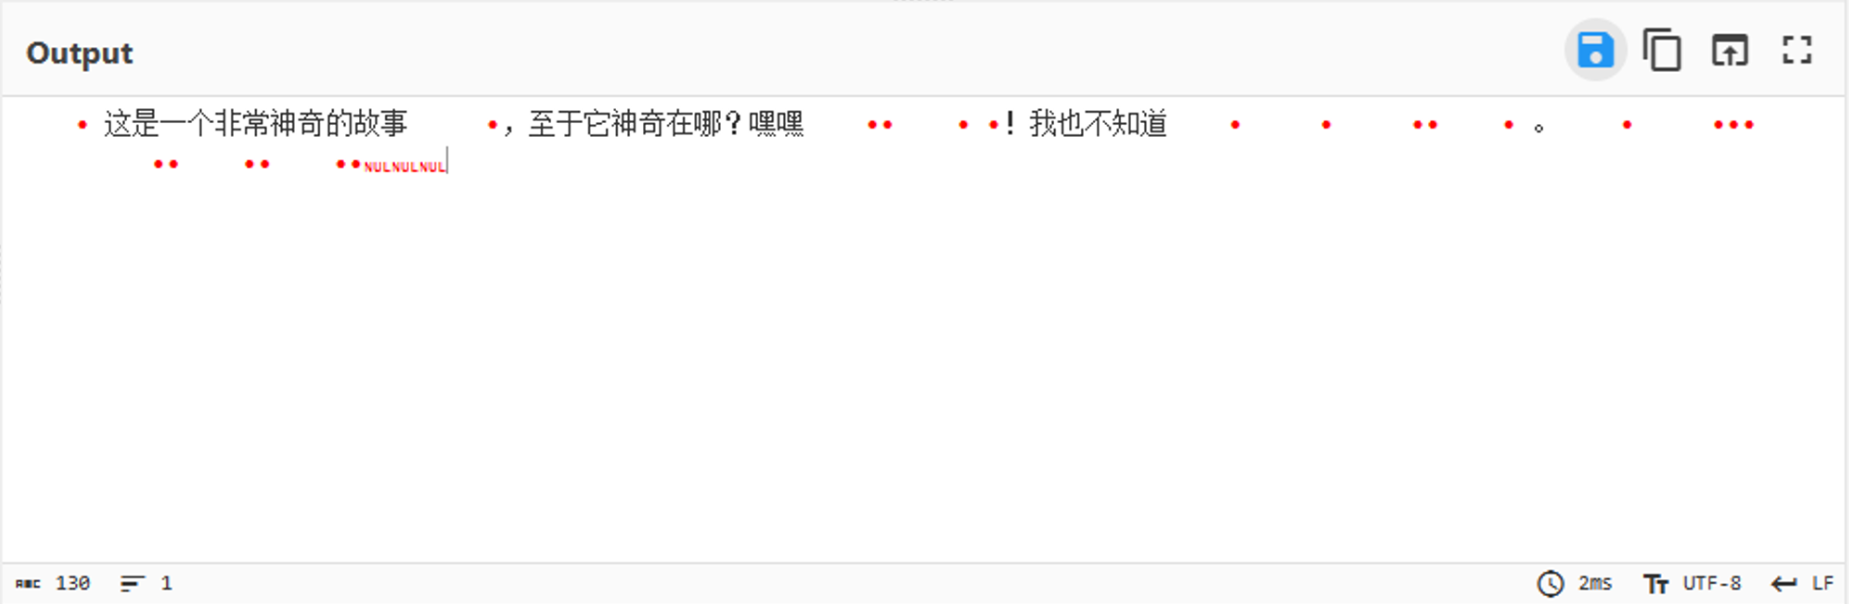 Output
• 这是一个非常神奇的故事 •，至于它神奇在哪？嘿嘿 •• • •！我也不知道 • • •• • 。 • •••
•• •• ••NULNULNUL
ABC 130 1 2ms UTF-8 LF